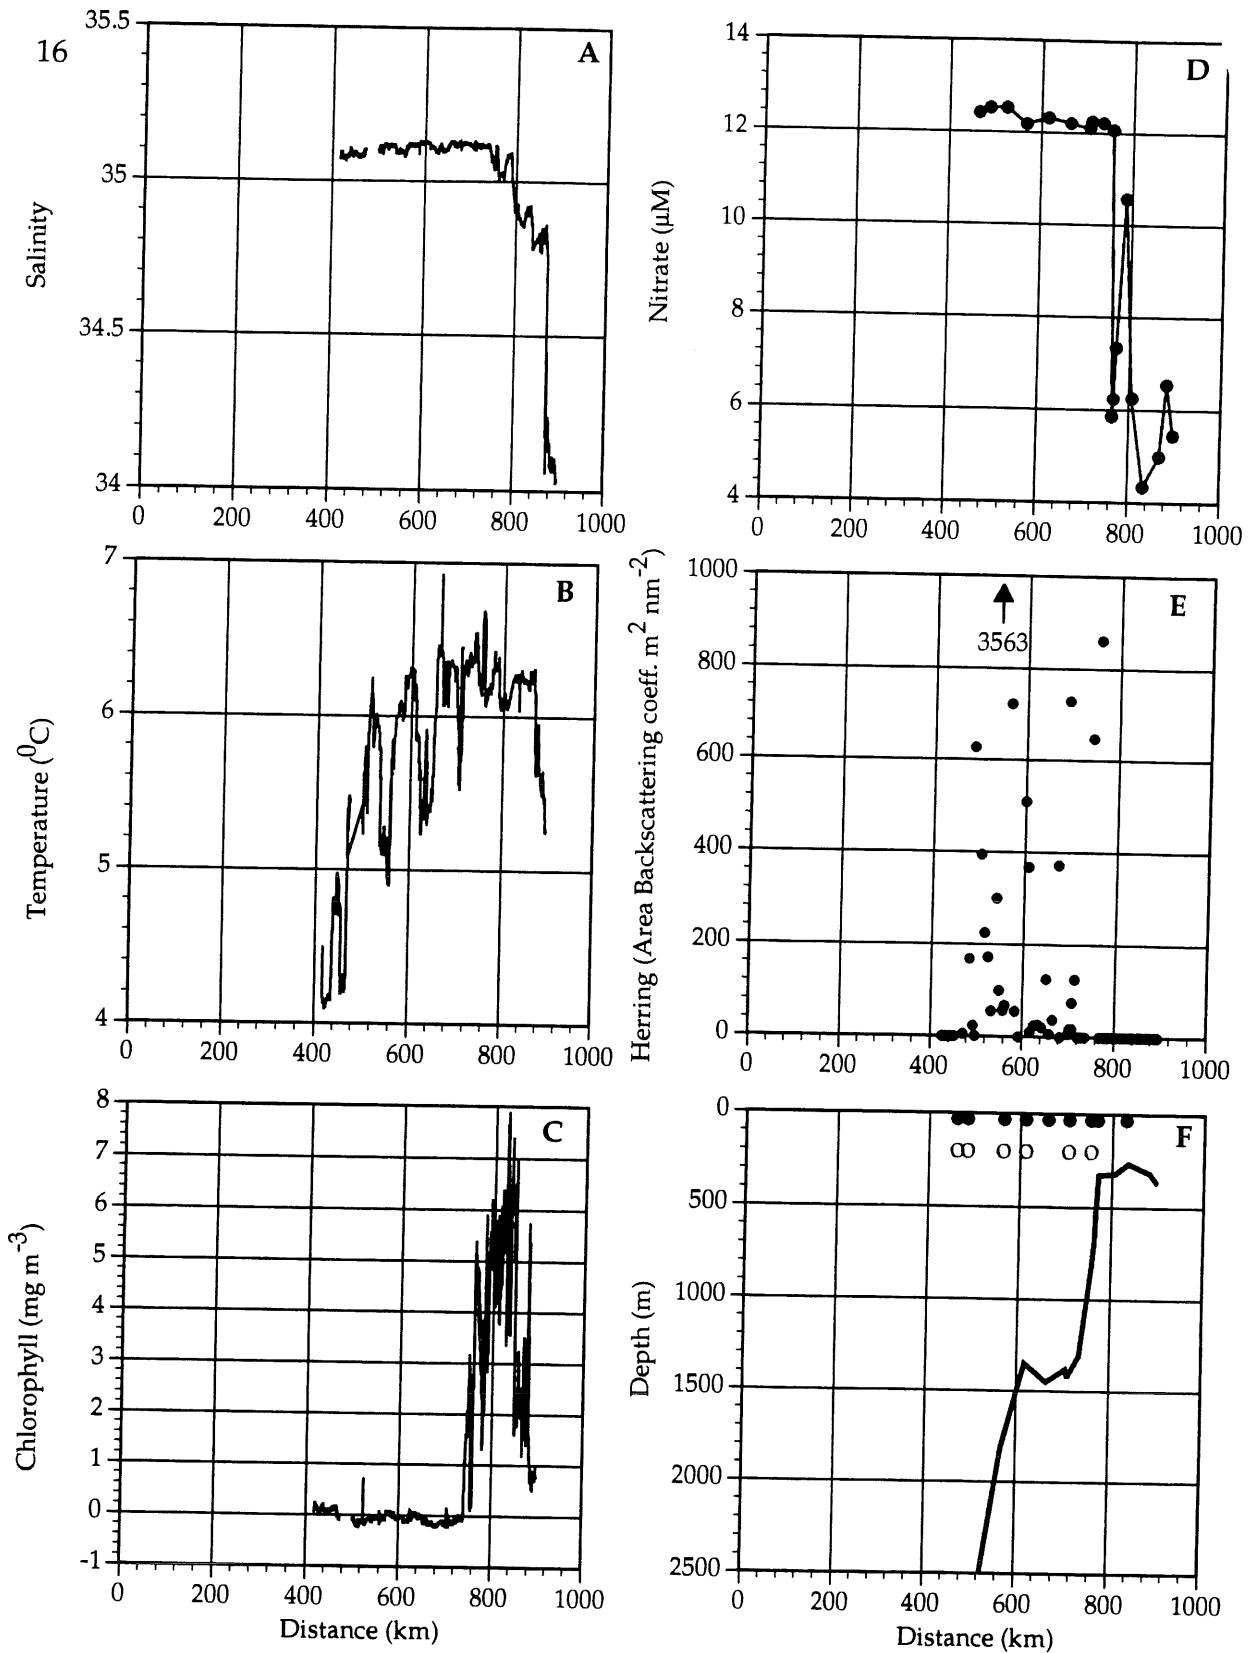 16
A
35.5
35
34.5
34
Salinity
0 200 400 600 800 1000
D
14
12
10
8
6
4
Nitrate (μM)
0 200 400 600 800 1000
B
7
6
5
4
Temperature (⁰C)
0 200 400 600 800 1000
E
3563
1000
800
600
400
200
0
Herring (Area Backscattering coeff. m² nm⁻²)
0 200 400 600 800 1000
C
8
7
6
5
4
3
2
1
0
-1
Chlorophyll (mg m⁻³)
0 200 400 600 800 1000
Distance (km)
F
0
500
1000
1500
2000
2500
Depth (m)
0 200 400 600 800 1000
Distance (km)